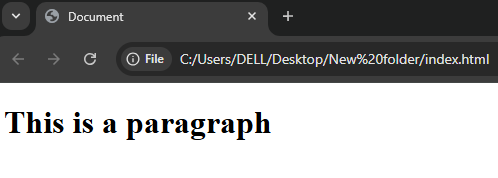 Document
File C:/Users/DELL/Desktop/New%20folder/index.html
This is a paragraph